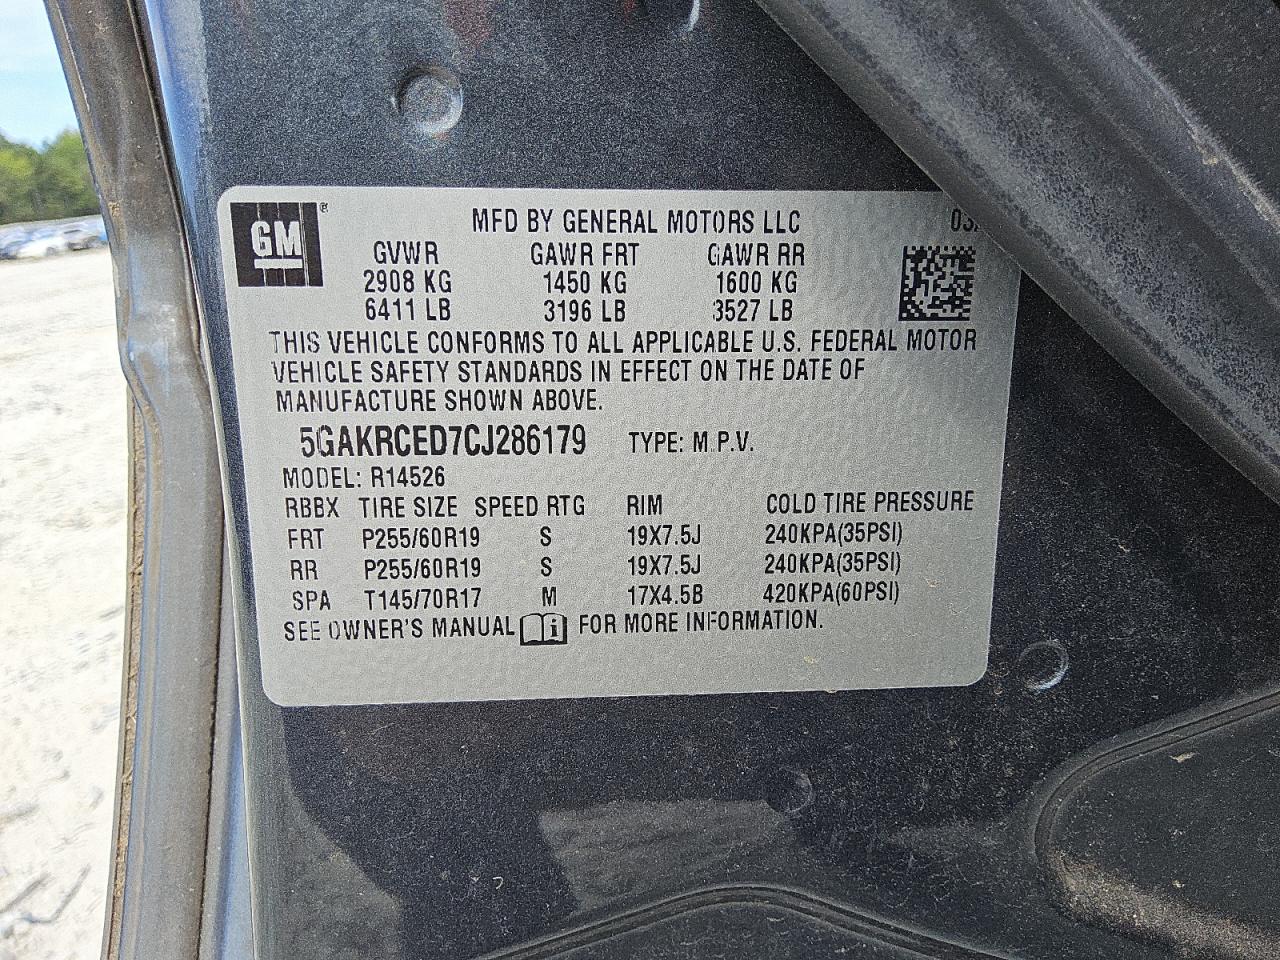 GM ®
MFD BY GENERAL MOTORS LLC
GVWR GAWR FRT GAWR RR
2908 KG 1450 KG 1600 KG
6411 LB 3196 LB 3527 LB
THIS VEHICLE CONFORMS TO ALL APPLICABLE U.S. FEDERAL MOTOR
VEHICLE SAFETY STANDARDS IN EFFECT ON THE DATE OF
MANUFACTURE SHOWN ABOVE.
5GAKRCED7CJ286179 TYPE: M.P.V.
MODEL: R14526
RBBX TIRE SIZE SPEED RTG RIM COLD TIRE PRESSURE
FRT P255/60R19 S 19X7.5J 240KPA(35PSI)
RR P255/60R19 S 19X7.5J 240KPA(35PSI)
SPA T145/70R17 M 17X4.5B 420KPA(60PSI)
SEE OWNER'S MANUAL i FOR MORE INFORMATION.